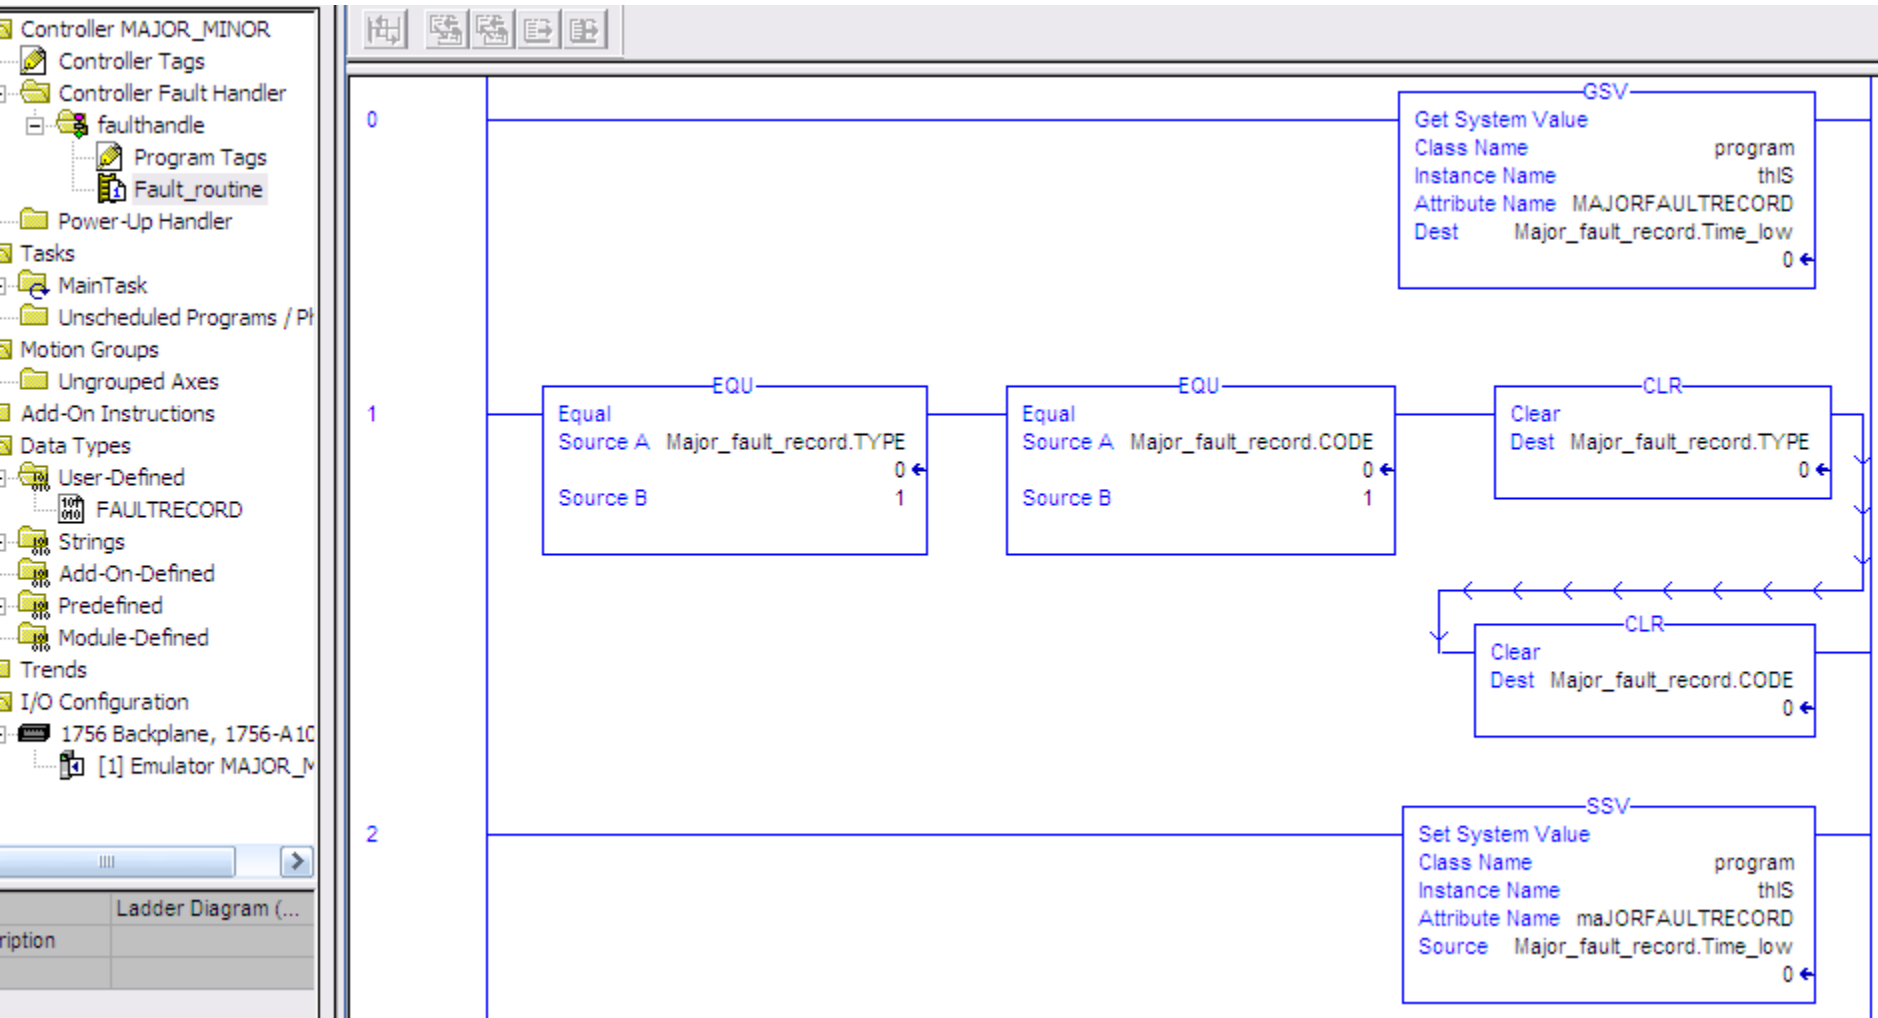 Controller MAJOR_MINOR
Controller Tags
Controller Fault Handler
faulthandle
Program Tags
Fault_routine
Power-Up Handler
Tasks
MainTask
Unscheduled Programs / Ph
Motion Groups
Ungrouped Axes
Add-On Instructions
Data Types
User-Defined
FAULTRECORD
Strings
Add-On-Defined
Predefined
Module-Defined
Trends
I/O Configuration
1756 Backplane, 1756-A10
[1] Emulator MAJOR_M
Ladder Diagram (...
ription
0
GSV
Get System Value
Class Name program
Instance Name thIS
Attribute Name MAJORFAULTRECORD
Dest Major_fault_record.Time_low
0
1
EQU
Equal
Source A Major_fault_record.TYPE
0
Source B 1
EQU
Equal
Source A Major_fault_record.CODE
0
Source B 1
CLR
Clear
Dest Major_fault_record.TYPE
0
CLR
Clear
Dest Major_fault_record.CODE
0
2
SSV
Set System Value
Class Name program
Instance Name thIS
Attribute Name maJORFAULTRECORD
Source Major_fault_record.Time_low
0